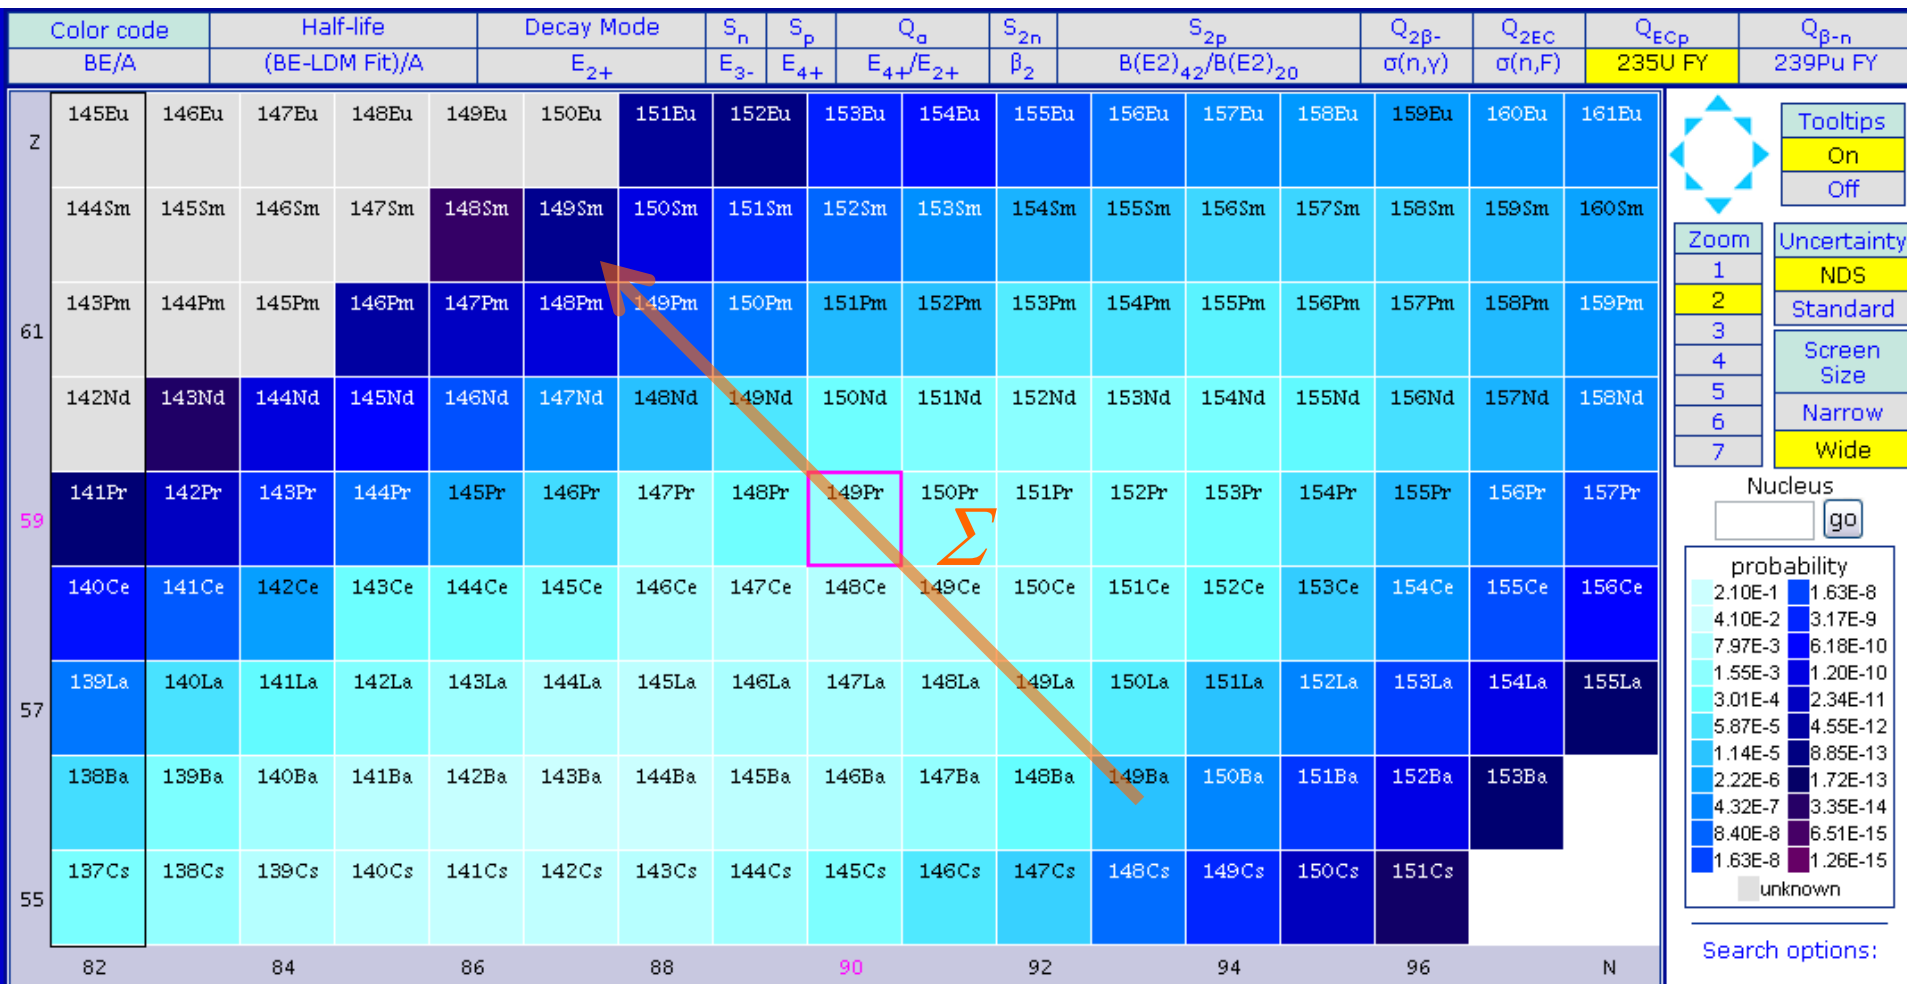 Color code Half-life Decay Mode Sn Sp Qα S2n S2p Q2β- Q2EC QECp Qβ-n
BE/A (BE-LDM Fit)/A E2+ E3- E4+ E4+/E2+ β2 B(E2)42/B(E2)20 σ(n,γ) σ(n,F) 235U FY 239Pu FY
Z 145Eu 146Eu 147Eu 148Eu 149Eu 150Eu 151Eu 152Eu 153Eu 154Eu 155Eu 156Eu 157Eu 158Eu 159Eu 160Eu 161Eu
144Sm 145Sm 146Sm 147Sm 148Sm 149Sm 150Sm 151Sm 152Sm 153Sm 154Sm 155Sm 156Sm 157Sm 158Sm 159Sm 160Sm
61 143Pm 144Pm 145Pm 146Pm 147Pm 148Pm 149Pm 150Pm 151Pm 152Pm 153Pm 154Pm 155Pm 156Pm 157Pm 158Pm 159Pm
142Nd 143Nd 144Nd 145Nd 146Nd 147Nd 148Nd 149Nd 150Nd 151Nd 152Nd 153Nd 154Nd 155Nd 156Nd 157Nd 158Nd
59 141Pr 142Pr 143Pr 144Pr 145Pr 146Pr 147Pr 148Pr 149Pr 150Pr 151Pr 152Pr 153Pr 154Pr 155Pr 156Pr 157Pr
Σ
140Ce 141Ce 142Ce 143Ce 144Ce 145Ce 146Ce 147Ce 148Ce 149Ce 150Ce 151Ce 152Ce 153Ce 154Ce 155Ce 156Ce
57 139La 140La 141La 142La 143La 144La 145La 146La 147La 148La 149La 150La 151La 152La 153La 154La 155La
138Ba 139Ba 140Ba 141Ba 142Ba 143Ba 144Ba 145Ba 146Ba 147Ba 148Ba 149Ba 150Ba 151Ba 152Ba 153Ba
55 137Cs 138Cs 139Cs 140Cs 141Cs 142Cs 143Cs 144Cs 145Cs 146Cs 147Cs 148Cs 149Cs 150Cs 151Cs
82 84 86 88 90 92 94 96 N
Tooltips
On
Off
Zoom
1
2
3
4
5
6
7
Uncertainty
NDS
Standard
Screen
Size
Narrow
Wide
Nucleus
go
probability
2.10E-1 1.63E-8
4.10E-2 3.17E-9
7.97E-3 6.18E-10
1.55E-3 1.20E-10
3.01E-4 2.34E-11
5.87E-5 4.55E-12
1.14E-5 8.85E-13
2.22E-6 1.72E-13
4.32E-7 3.35E-14
8.40E-8 6.51E-15
1.63E-8 1.26E-15
unknown
Search options: